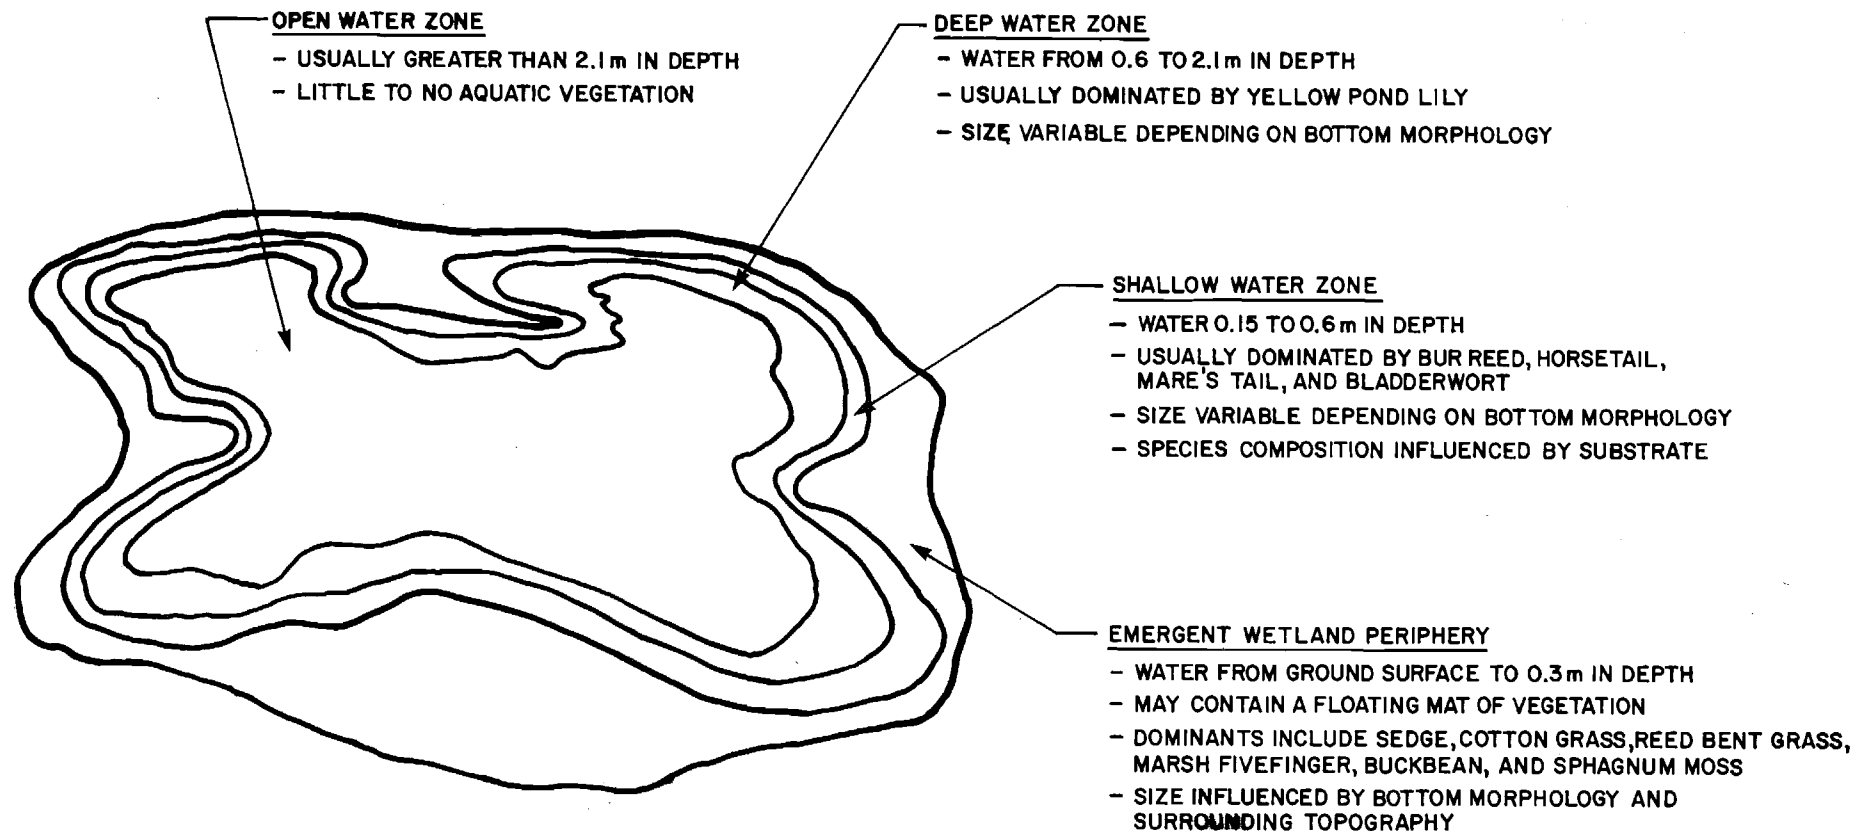 OPEN WATER ZONE
- USUALLY GREATER THAN 2.1m IN DEPTH
- LITTLE TO NO AQUATIC VEGETATION
DEEP WATER ZONE
- WATER FROM 0.6 TO 2.1m IN DEPTH
- USUALLY DOMINATED BY YELLOW POND LILY
- SIZE VARIABLE DEPENDING ON BOTTOM MORPHOLOGY
SHALLOW WATER ZONE
- WATER 0.15 TO 0.6m IN DEPTH
- USUALLY DOMINATED BY BUR REED, HORSETAIL,
MARE'S TAIL, AND BLADDERWORT
- SIZE VARIABLE DEPENDING ON BOTTOM MORPHOLOGY
- SPECIES COMPOSITION INFLUENCED BY SUBSTRATE
EMERGENT WETLAND PERIPHERY
- WATER FROM GROUND SURFACE TO 0.3m IN DEPTH
- MAY CONTAIN A FLOATING MAT OF VEGETATION
- DOMINANTS INCLUDE SEDGE, COTTON GRASS, REED BENT GRASS,
MARSH FIVEFINGER, BUCKBEAN, AND SPHAGNUM MOSS
- SIZE INFLUENCED BY BOTTOM MORPHOLOGY AND
SURROUNDING TOPOGRAPHY